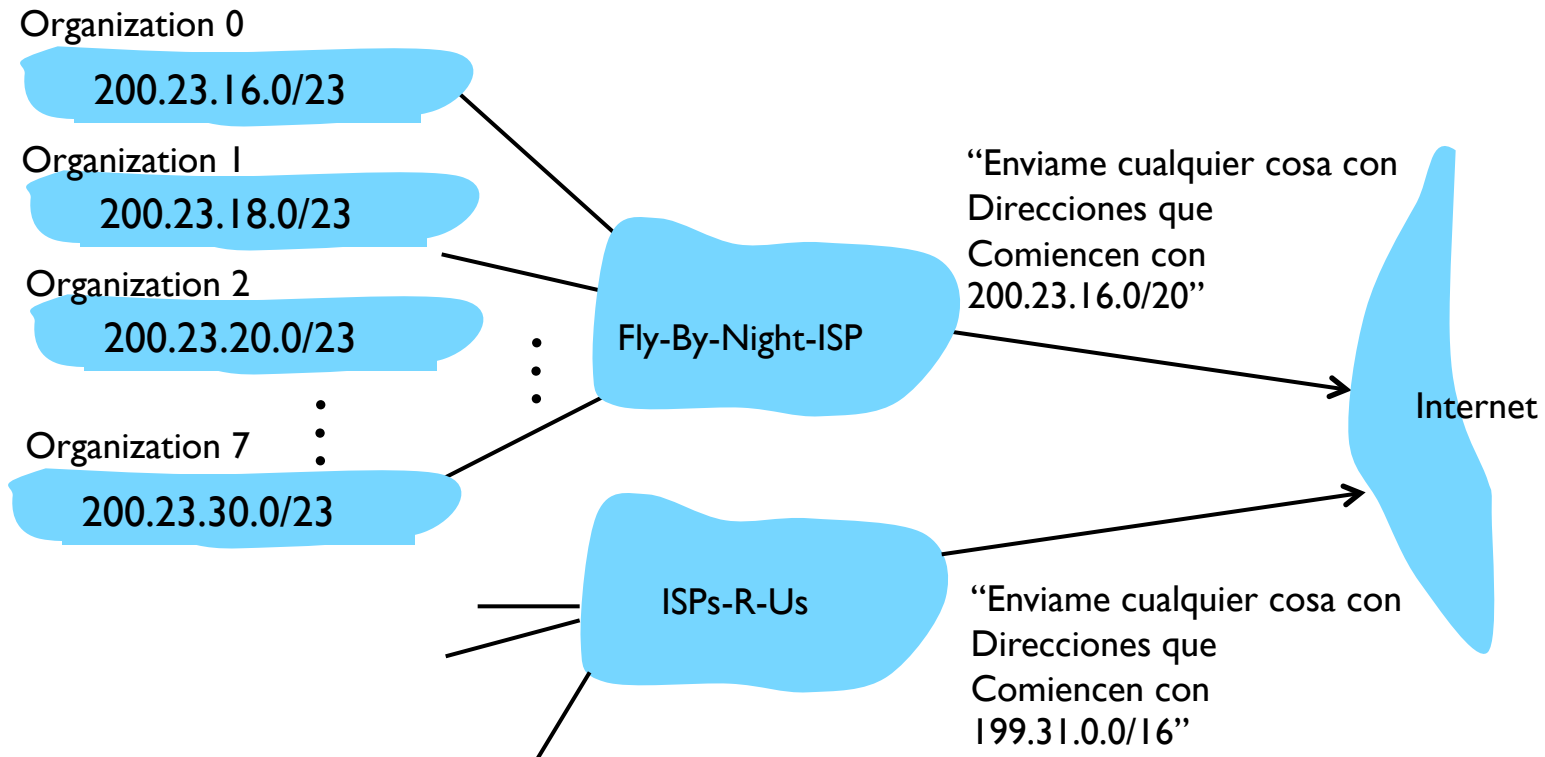 Organization 0
200.23.16.0/23
Organization 1
200.23.18.0/23
Organization 2
200.23.20.0/23
Organization 7
200.23.30.0/23
Fly-By-Night-ISP
ISPs-R-Us
“Enviame cualquier cosa con
Direcciones que
Comiencen con
200.23.16.0/20”
Internet
“Enviame cualquier cosa con
Direcciones que
Comiencen con
199.31.0.0/16”